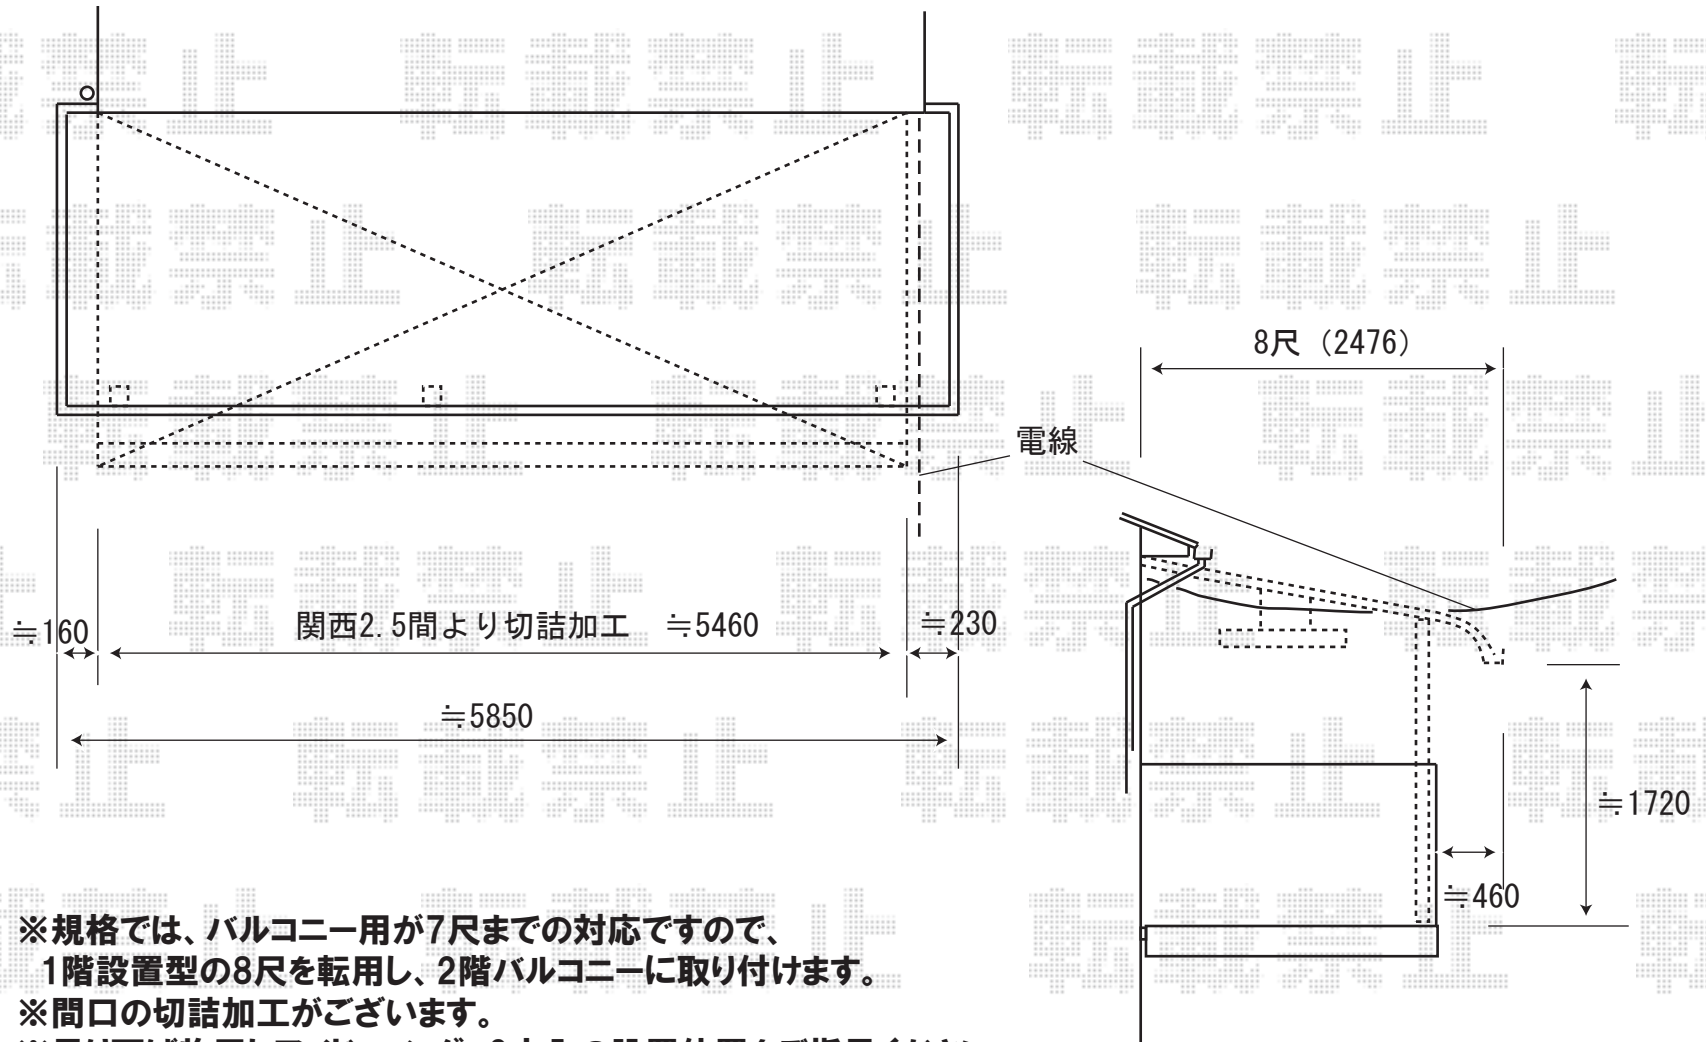 転載禁止
8尺（2476）
電線
≒160
関西2.5間より切詰加工　≒5460
≒230
≒5850
≒1720
≒460
※規格では、バルコニー用が7尺までの対応ですので、
1階設置型の8尺を転用し、2階バルコニーに取り付けます。
※間口の切詰加工がございます。